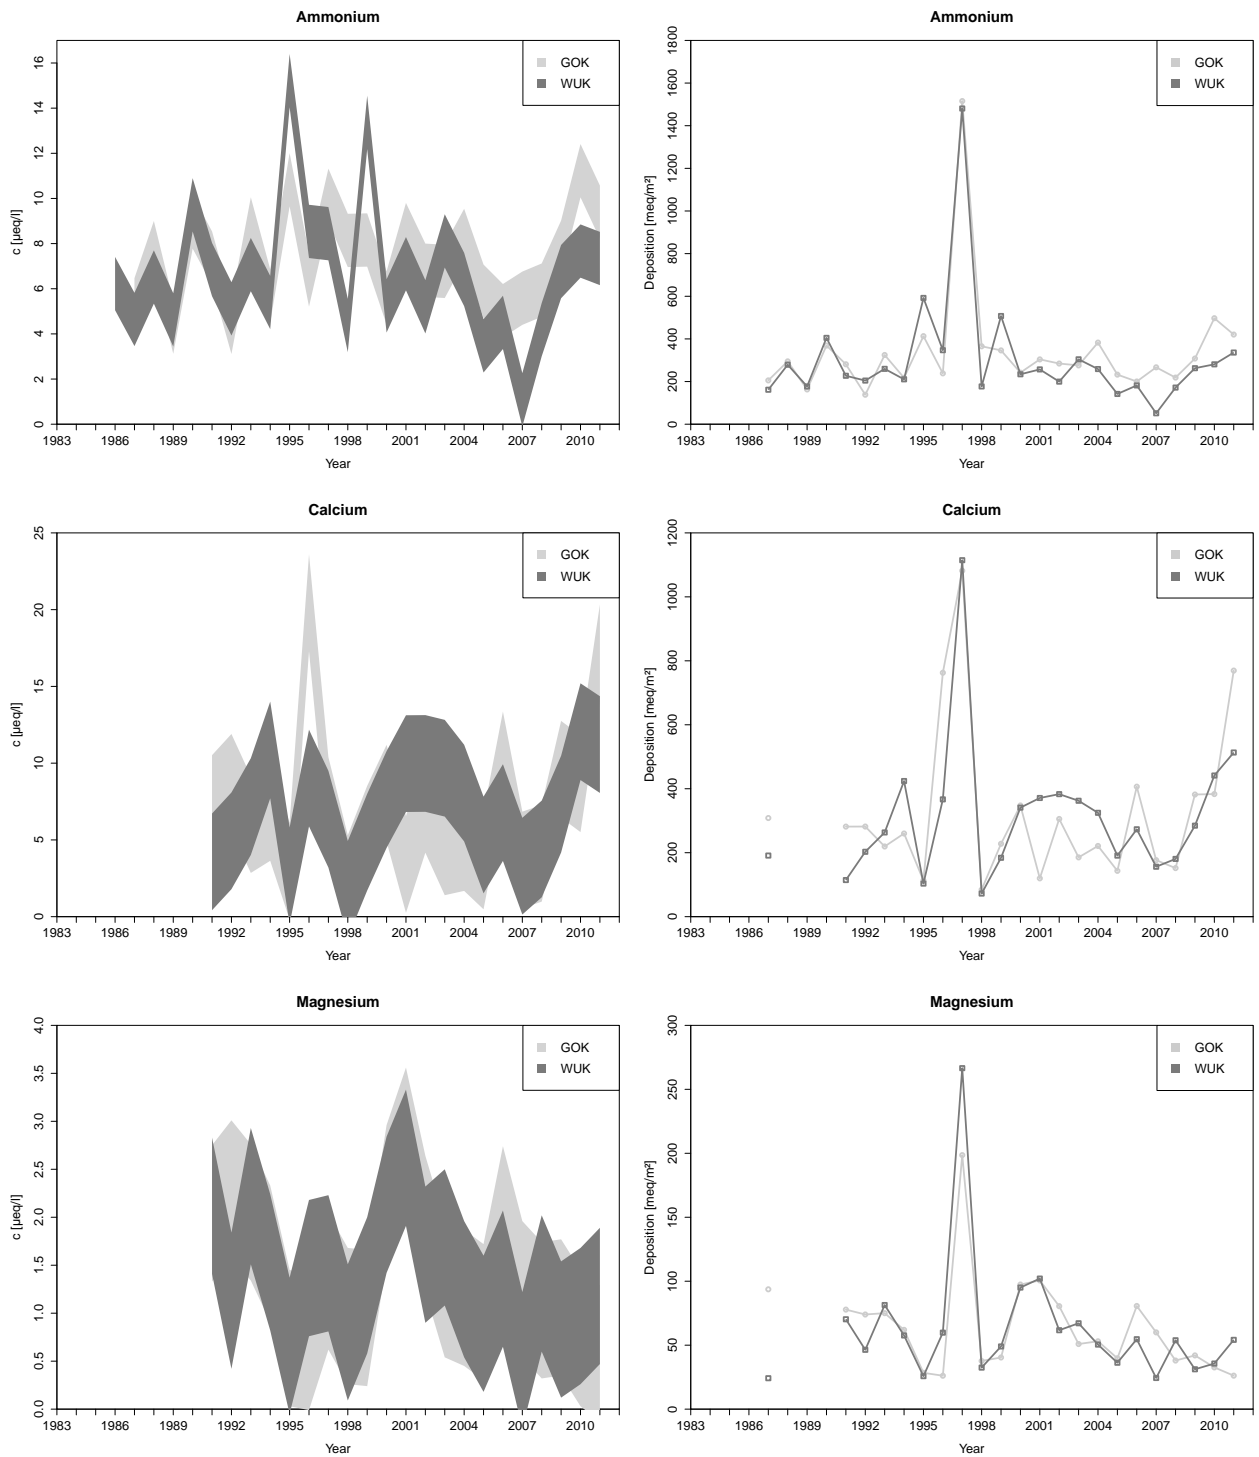 Ammonium
c [µeq/l]
0 2 4 6 8 10 12 14 16
GOK
WUK
1983 1986 1989 1992 1995 1998 2001 2004 2007 2010
Year
Ammonium
Deposition [meq/m²]
0 200 400 600 800 1000 1200 1400 1600 1800
GOK
WUK
1983 1986 1989 1992 1995 1998 2001 2004 2007 2010
Year
Calcium
c [µeq/l]
0 5 10 15 20 25
GOK
WUK
1983 1986 1989 1992 1995 1998 2001 2004 2007 2010
Year
Calcium
Deposition [meq/m²]
0 200 400 600 800 1000 1200
GOK
WUK
1983 1986 1989 1992 1995 1998 2001 2004 2007 2010
Year
Magnesium
c [µeq/l]
0.0 0.5 1.0 1.5 2.0 2.5 3.0 3.5 4.0
GOK
WUK
1983 1986 1989 1992 1995 1998 2001 2004 2007 2010
Year
Magnesium
Deposition [meq/m²]
0 50 100 150 200 250 300
GOK
WUK
1983 1986 1989 1992 1995 1998 2001 2004 2007 2010
Year